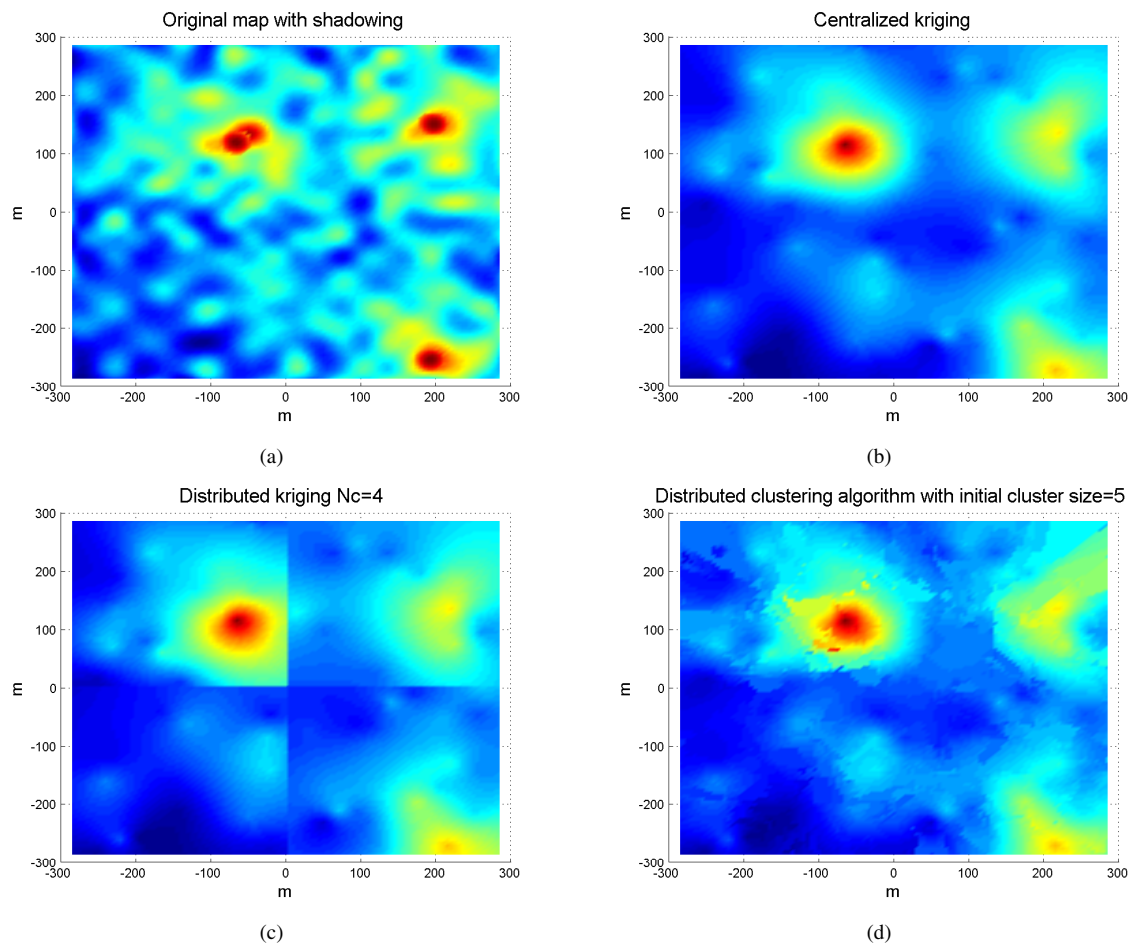 Original map with shadowing
300
200
100
0
-100
-200
-300
m
-300 -200 -100 0 100 200 300
m
(a)
Centralized kriging
300
200
100
0
-100
-200
-300
m
-300 -200 -100 0 100 200 300
m
(b)
Distributed kriging Nc=4
300
200
100
0
-100
-200
-300
m
-300 -200 -100 0 100 200 300
m
(c)
Distributed clustering algorithm with initial cluster size=5
300
200
100
0
-100
-200
-300
m
-300 -200 -100 0 100 200 300
m
(d)